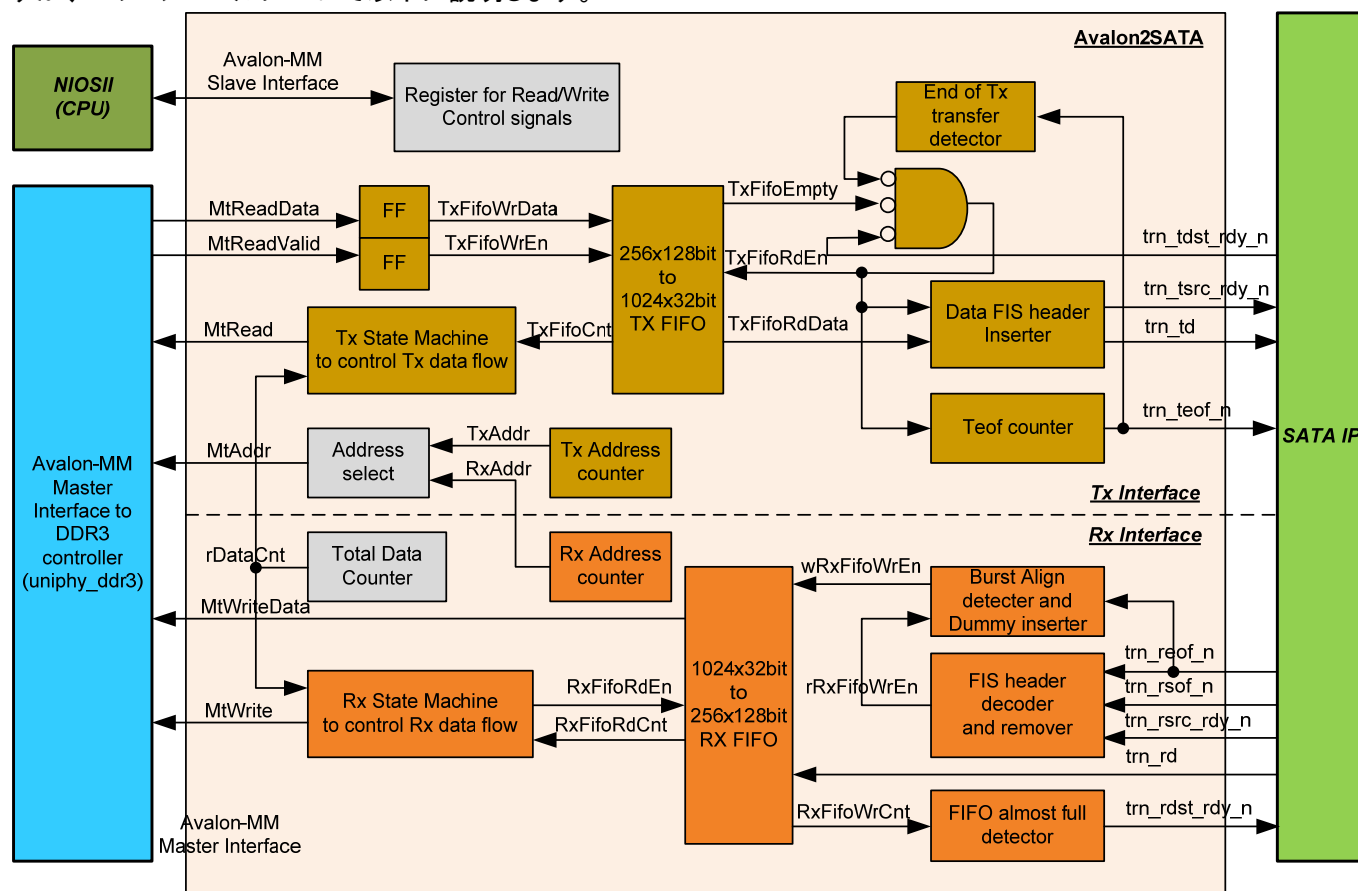 Avalon2SATA
NIOSII
(CPU)
Avalon-MM
Slave Interface
Register for Read/Write
Control signals
End of Tx
transfer
detector
MtReadData
FF
TxFifoWrData
MtReadValid
FF
TxFifoWrEn
256x128bit
to
1024x32bit
TX FIFO
TxFifoEmpty
TxFifoRdEn
trn_tdst_rdy_n
MtRead
Tx State Machine
to control Tx data flow
TxFifoCnt
TxFifoRdData
Data FIS header
Inserter
trn_tsrc_rdy_n
trn_td
Teof counter
trn_teof_n
SATA IP
MtAddr
Address
select
TxAddr
RxAddr
Tx Address
counter
Tx Interface
Avalon-MM
Master
Interface to
DDR3
controller
(uniphy_ddr3)
Rx Interface
rDataCnt
Total Data
Counter
Rx Address
counter
wRxFifoWrEn
Burst Align
detecter and
Dummy inserter
MtWriteData
1024x32bit
to
256x128bit
RX FIFO
rRxFifoWrEn
FIS header
decoder
and remover
trn_reof_n
trn_rsof_n
trn_rsrc_rdy_n
trn_rd
MtWrite
Rx State Machine
to control Rx data flow
RxFifoRdEn
RxFifoRdCnt
RxFifoWrCnt
FIFO almost full
detector
trn_rdst_rdy_n
Avalon-MM
Master Interface